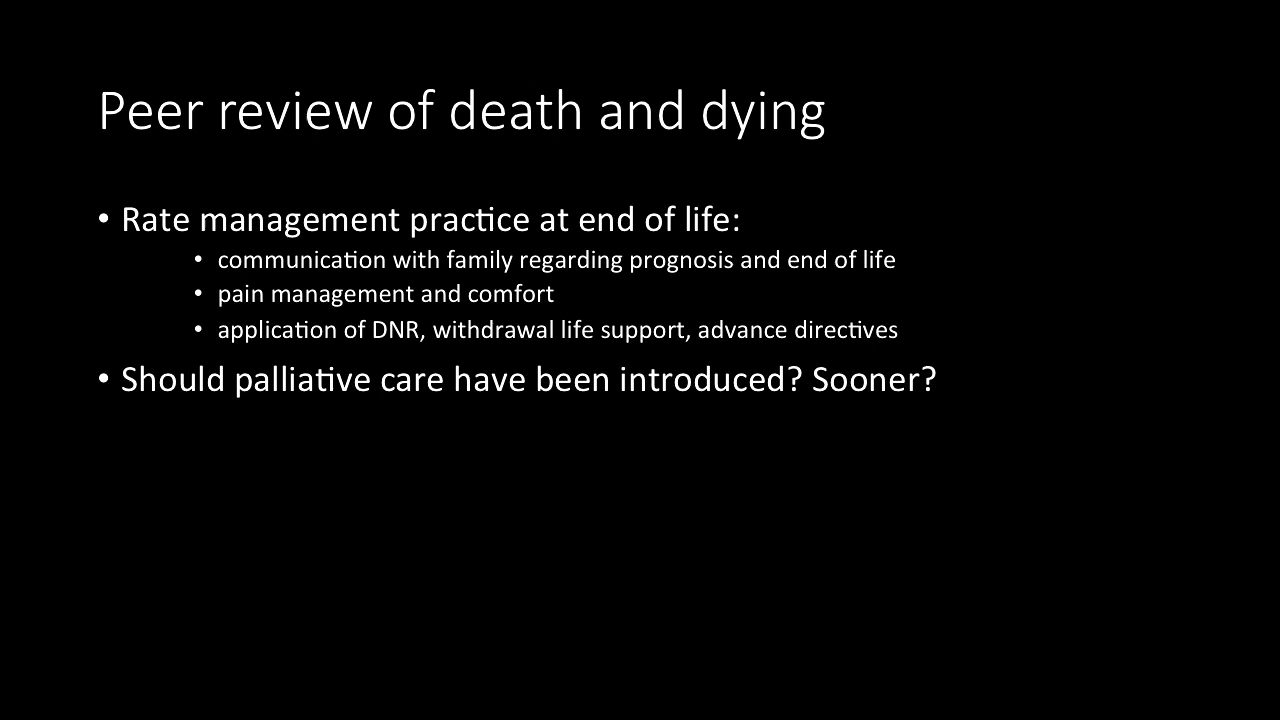 Peer review of death and dying
• Rate management practice at end of life:
• communication with family regarding prognosis and end of life
• pain management and comfort
• application of DNR, withdrawal life support, advance directives
• Should palliative care have been introduced? Sooner?